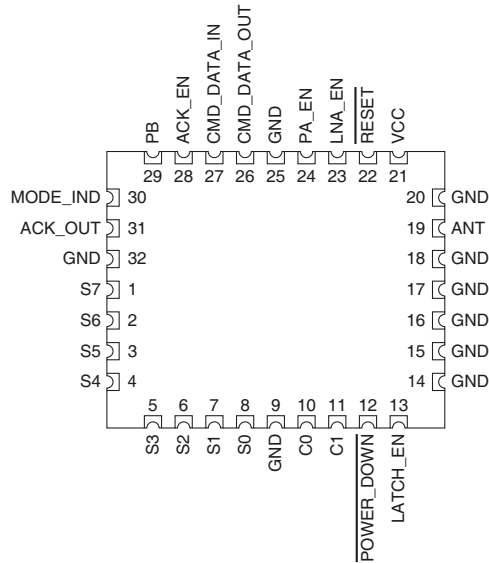 PB
ACK_EN
CMD_DATA_IN
CMD_DATA_OUT
GND
PA_EN
LNA_EN
RESET
VCC
29 28 27 26 25 24 23 22 21
MODE_IND 30
ACK_OUT 31
GND 32
S7 1
S6 2
S5 3
S4 4
20 GND
19 ANT
18 GND
17 GND
16 GND
15 GND
14 GND
5 6 7 8 9 10 11 12 13
S3
S2
S1
S0
GND
C0
C1
POWER_DOWN
LATCH_EN